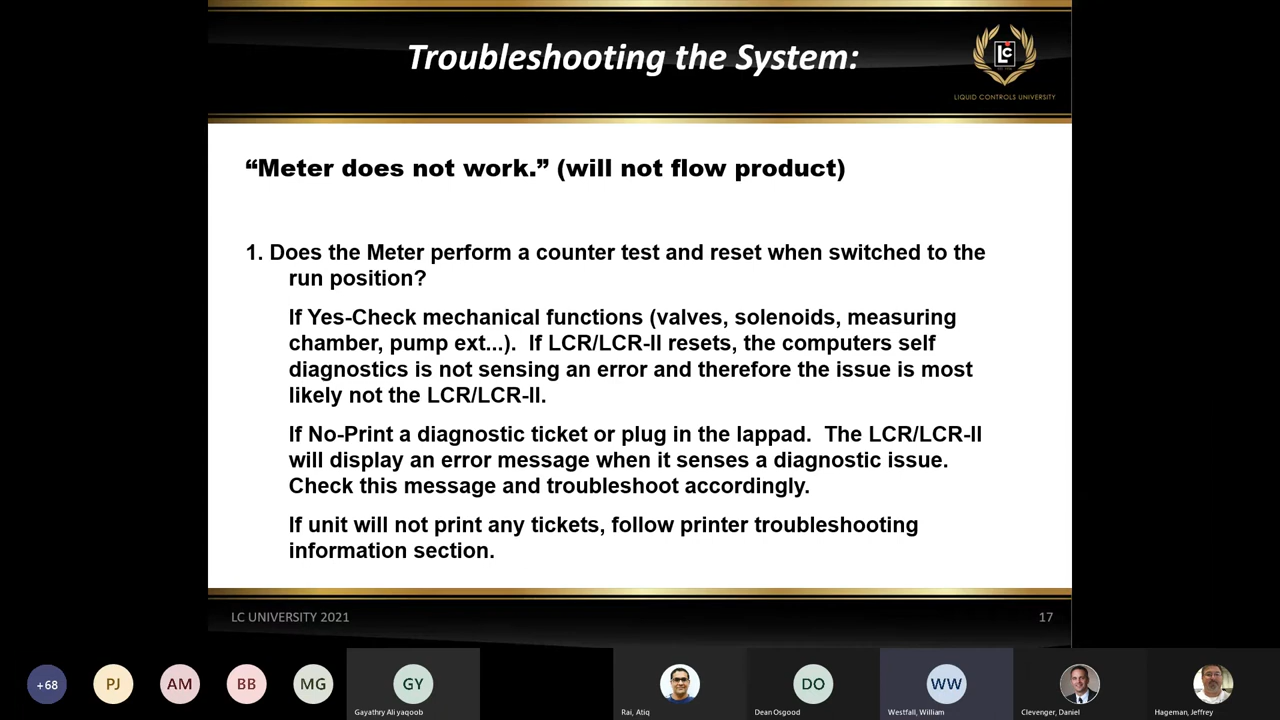 Troubleshooting the System:
LC
LIQUID CONTROLS UNIVERSITY
“Meter does not work.” (will not flow product)
1. Does the Meter perform a counter test and reset when switched to the
run position?
If Yes-Check mechanical functions (valves, solenoids, measuring
chamber, pump ext...).  If LCR/LCR-II resets, the computers self
diagnostics is not sensing an error and therefore the issue is most
likely not the LCR/LCR-II.
If No-Print a diagnostic ticket or plug in the lappad.  The LCR/LCR-II
will display an error message when it senses a diagnostic issue.
Check this message and troubleshoot accordingly.
If unit will not print any tickets, follow printer troubleshooting
information section.
LC UNIVERSITY 2021
17
+68
PJ
AM
BB
MG
GY
DO
WW
Gayathry Ali yaqoob
Rai, Atiq
Dean Osgood
Westfall, William
Clevenger, Daniel
Hageman, Jeffrey